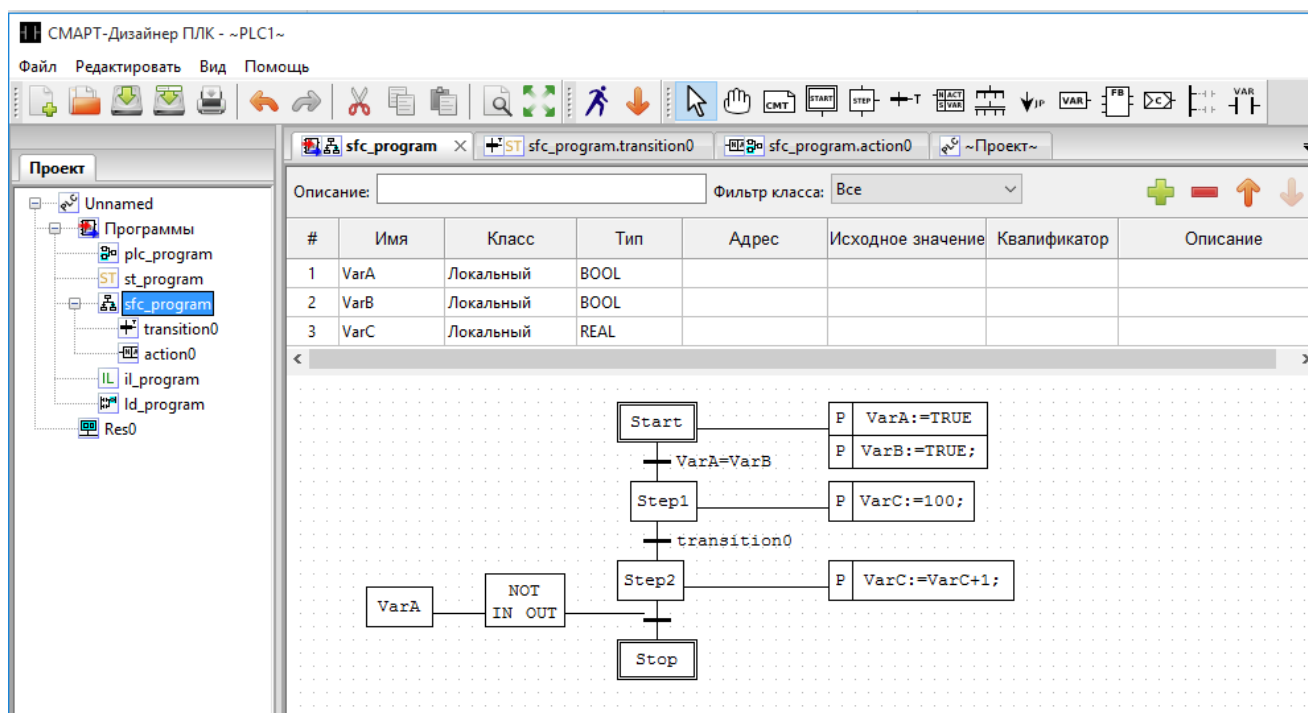 СМАРТ-Дизайнер ПЛК - ~PLC1~
Файл Редактировать Вид Помощь
CMT START STEP T N ACT S VAR JP VAR FB >C> VAR
Проект
Unnamed
Программы
plc_program
ST st_program
sfc_program
transition0
action0
IL il_program
ld_program
Res0
sfc_program × ST sfc_program.transition0 sfc_program.action0 ~Проект~
Описание: Фильтр класса: Все
# Имя Класс Тип Адрес Исходное значение Квалификатор Описание
1 VarA Локальный BOOL
2 VarB Локальный BOOL
3 VarC Локальный REAL
Start P VarA:=TRUE
P VarB:=TRUE;
VarA=VarB
Step1 P VarC:=100;
transition0
Step2 P VarC:=VarC+1;
VarA NOT
IN OUT
Stop